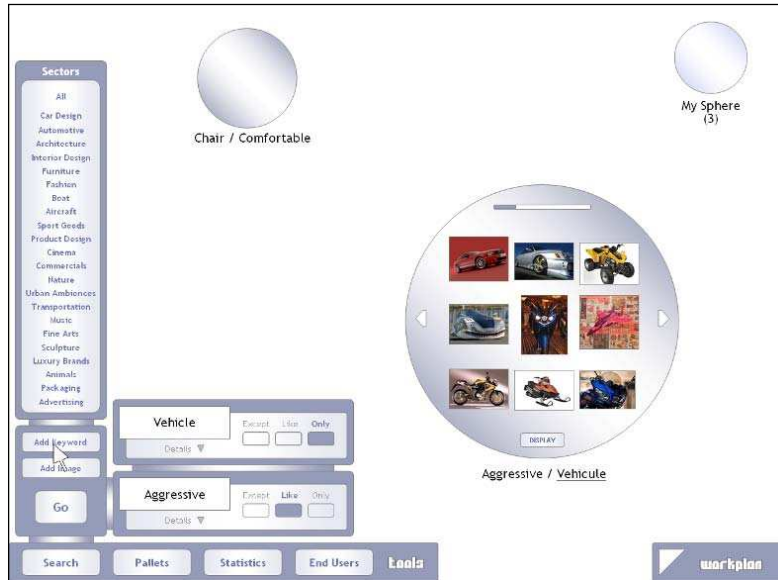 Sectors
All
Car Design
Automotive
Architecture
Interior Design
Furniture
Fashion
Boat
Aircraft
Sport Goods
Product Design
Cinema
Commercials
Nature
Urban Ambiences
Transportation
Music
Fine Arts
Sculpture
Luxury Brands
Animals
Packaging
Advertising
Add Keyword
Add Image
Go
Chair / Comfortable
My Sphere
(3)
DISPLAY
Aggressive / Vehicule
Vehicle
Except Like Only
Details
Aggressive
Except Like Only
Details
Search Pallets Statistics End Users tools workplan